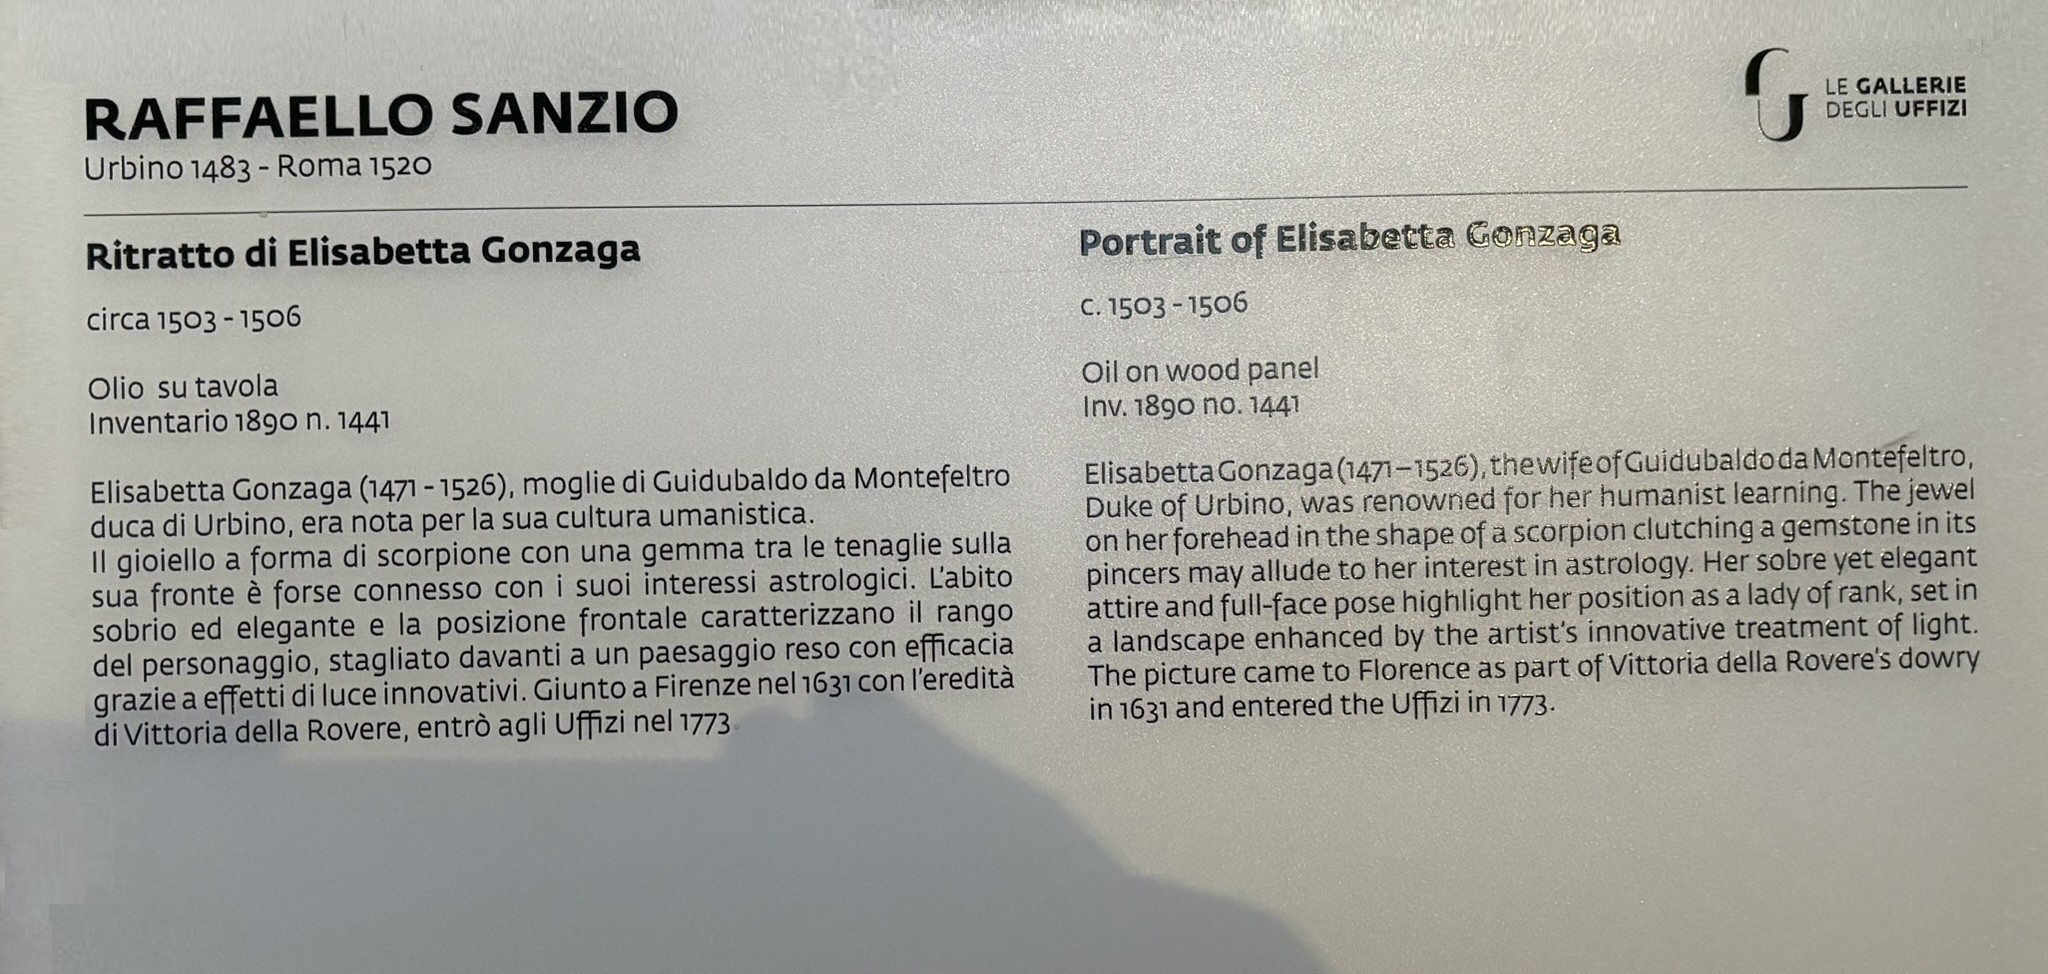 RAFFAELLO SANZIO
Urbino 1483 - Roma 1520
LE GALLERIE
DEGLI UFFIZI
Ritratto di Elisabetta Gonzaga
circa 1503 - 1506
Olio su tavola
Inventario 1890 n. 1441
Elisabetta Gonzaga (1471 - 1526), moglie di Guidubaldo da Montefeltro
duca di Urbino, era nota per la sua cultura umanistica.
Il gioiello a forma di scorpione con una gemma tra le tenaglie sulla
sua fronte è forse connesso con i suoi interessi astrologici. L'abito
sobrio ed elegante e la posizione frontale caratterizzano il rango
del personaggio, stagliato davanti a un paesaggio reso con efficacia
grazie a effetti di luce innovativi. Giunto a Firenze nel 1631 con l'eredità
di Vittoria della Rovere, entrò agli Uffizi nel 1773.
Portrait of Elisabetta Gonzaga
c. 1503 - 1506
Oil on wood panel
Inv. 1890 no. 1441
Elisabetta Gonzaga (1471–1526), the wife of Guidubaldo da Montefeltro,
Duke of Urbino, was renowned for her humanist learning. The jewel
on her forehead in the shape of a scorpion clutching a gemstone in its
pincers may allude to her interest in astrology. Her sobre yet elegant
attire and full-face pose highlight her position as a lady of rank, set in
a landscape enhanced by the artist's innovative treatment of light.
The picture came to Florence as part of Vittoria della Rovere's dowry
in 1631 and entered the Uffizi in 1773.